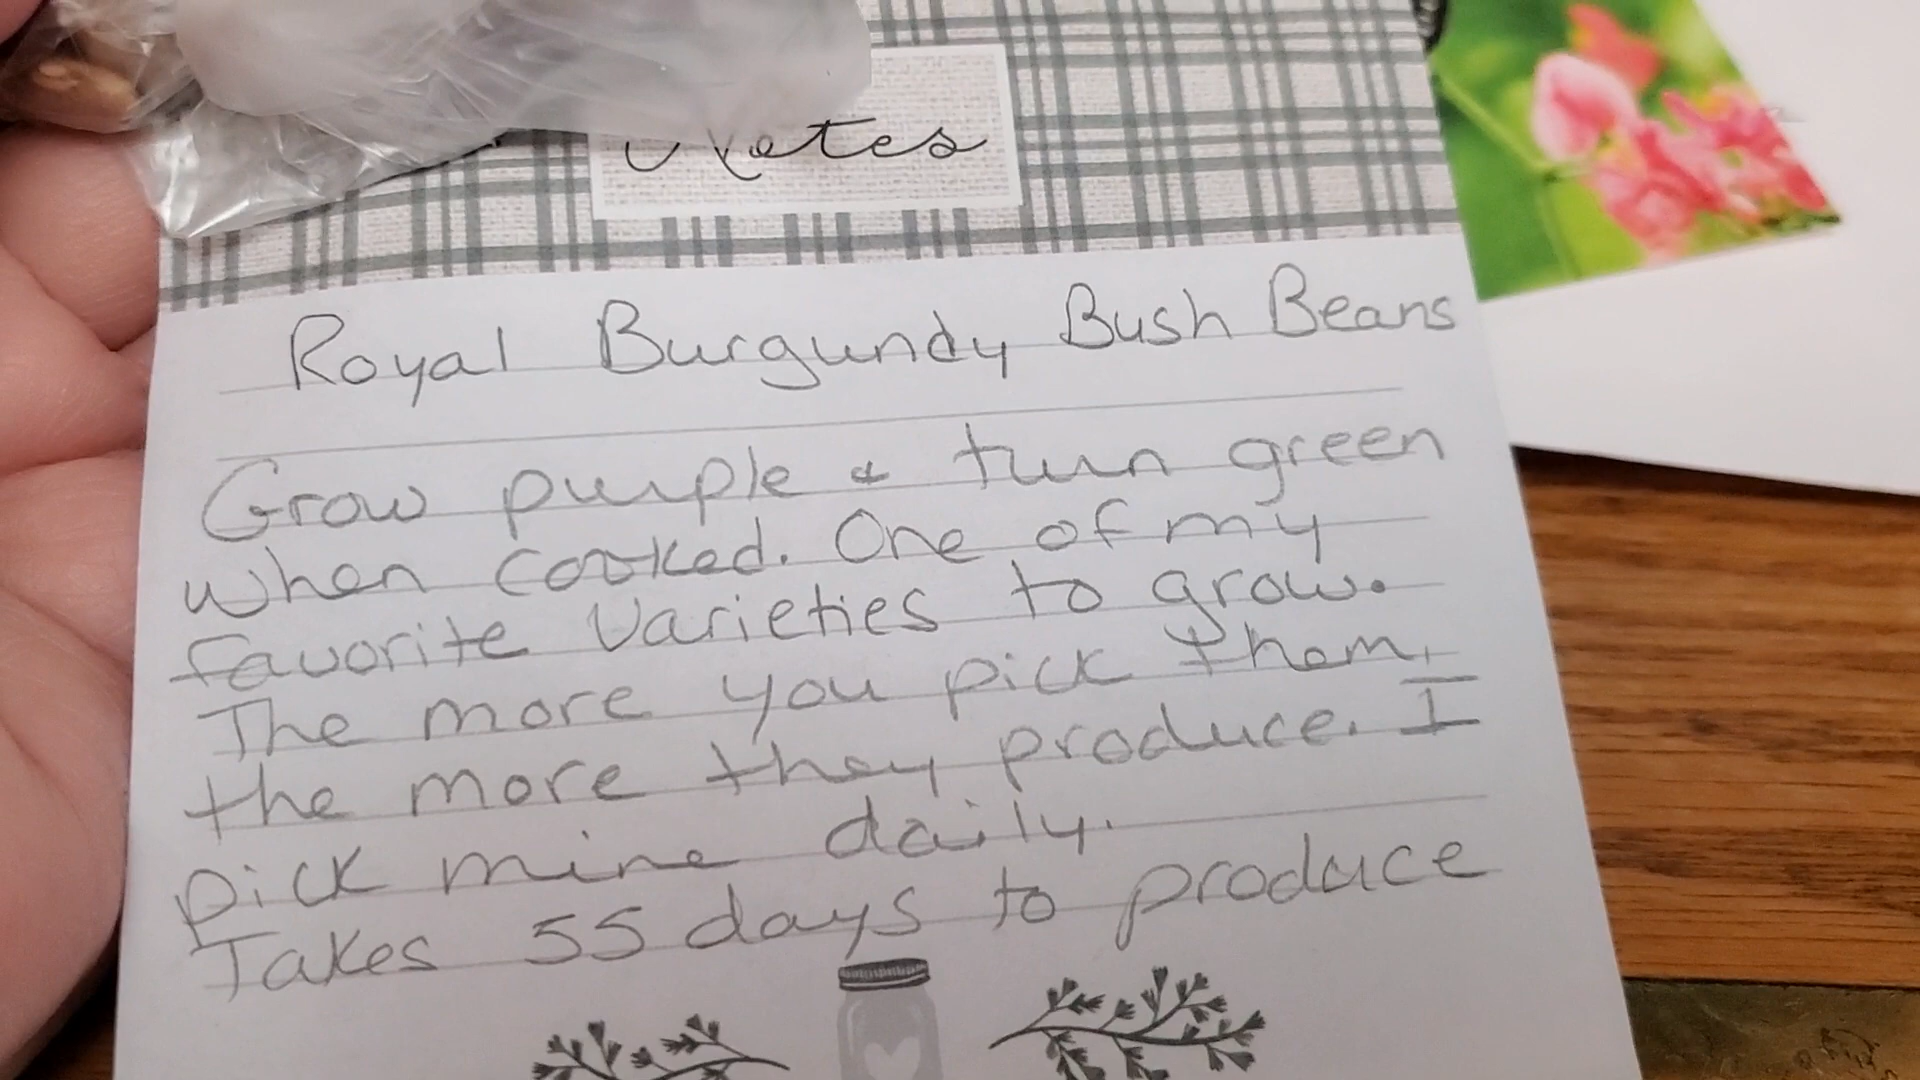 Notes
Royal Burgundy Bush Beans
Grow purple & turn green
when cooked. One of my
favorite varieties to grow.
The more you pick them,
the more they produce. I
pick mine daily.
Takes 55 days to produce